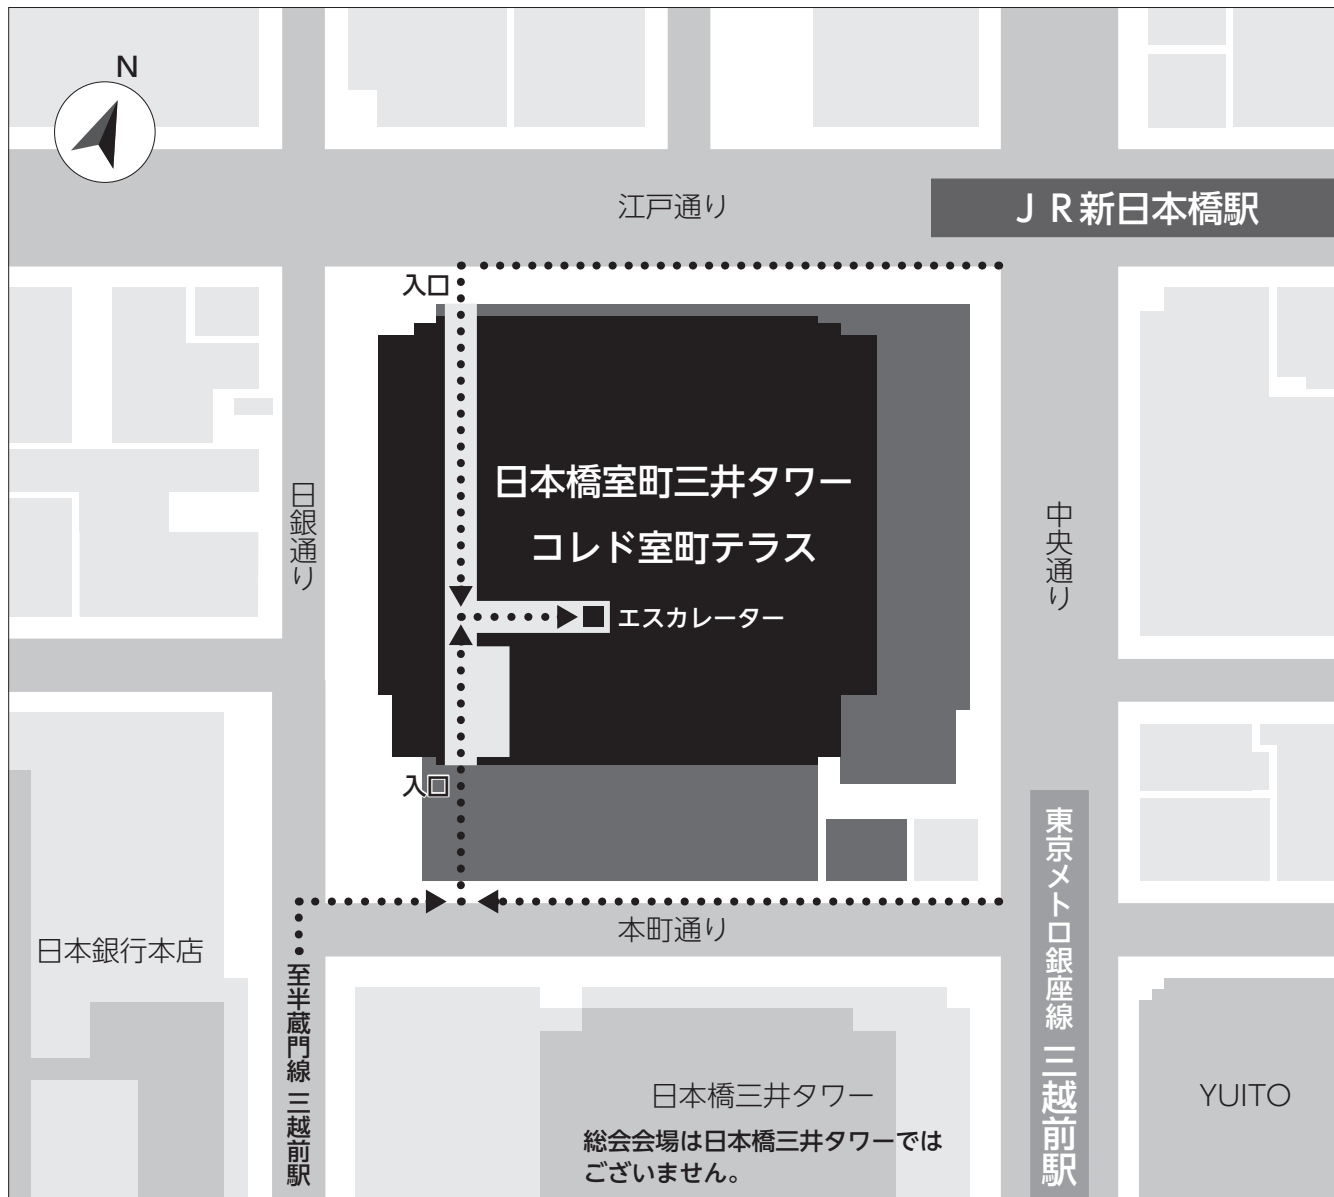 N
江戸通り
ＪＲ新日本橋駅
入口
日本橋室町三井タワー
コレド室町テラス
日銀通り
中央通り
エスカレーター
入口
東京メトロ銀座線 三越前駅
本町通り
日本銀行本店
至半蔵門線 三越前駅
日本橋三井タワー
総会会場は日本橋三井タワーでは
ございません。
YUITO